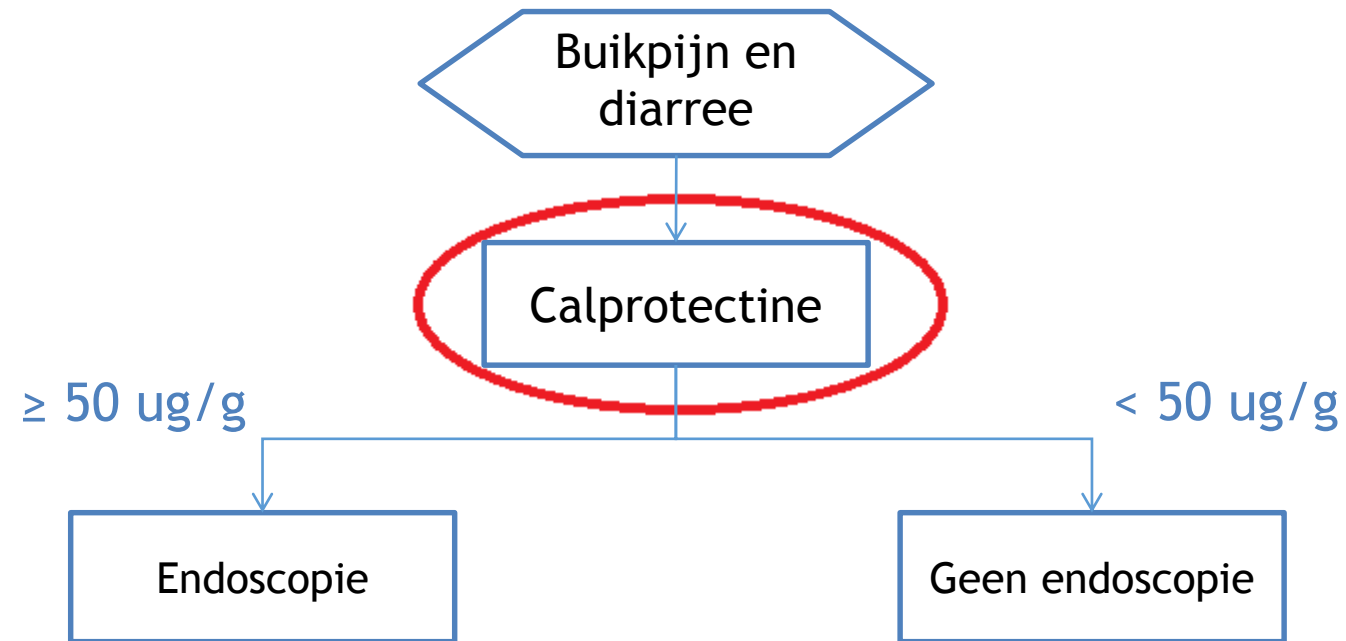 Buikpijn en
diarree
Calprotectine
≥ 50 ug/g
< 50 ug/g
Endoscopie
Geen endoscopie